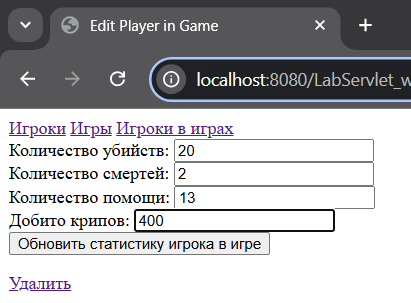 Edit Player in Game
localhost:8080/LabServlet_w
Игроки Игры Игроки в играх
Количество убийств: 20
Количество смертей: 2
Количество помощи: 13
Добито крипов: 400
Обновить статистику игрока в игре
Удалить